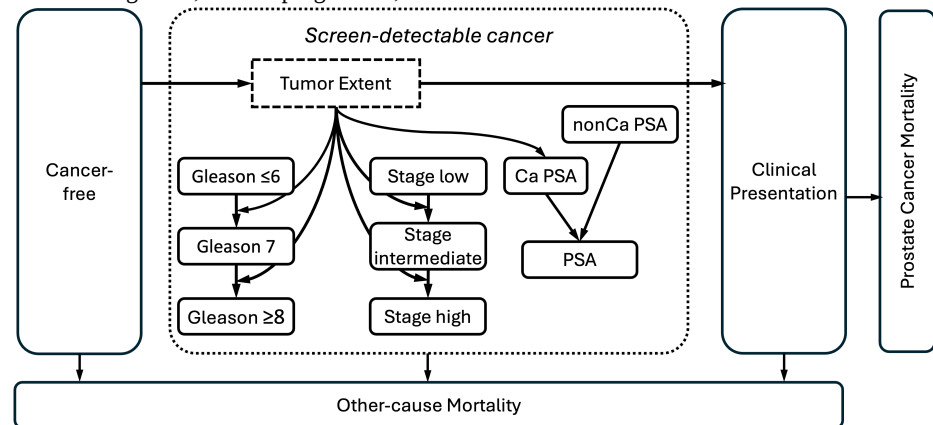 Screen-detectable cancer
Tumor Extent
nonCa PSA
Cancer-
free
Gleason ≤6
Stage low
Ca PSA
Clinical
Presentation
Prostate Cancer Mortality
Gleason 7
Stage
intermediate
PSA
Gleason ≥8
Stage high
Other-cause Mortality